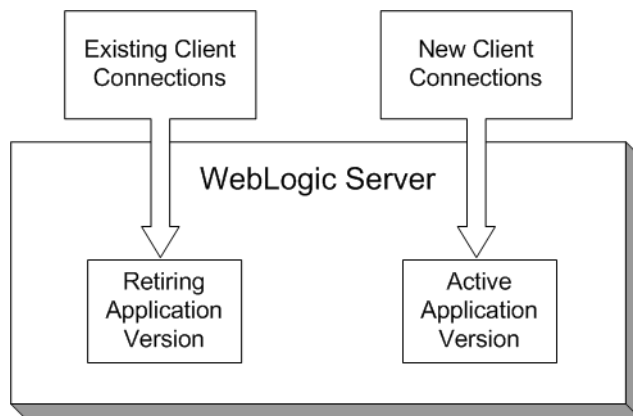 Existing Client
Connections
New Client
Connections
WebLogic Server
Retiring
Application
Version
Active
Application
Version